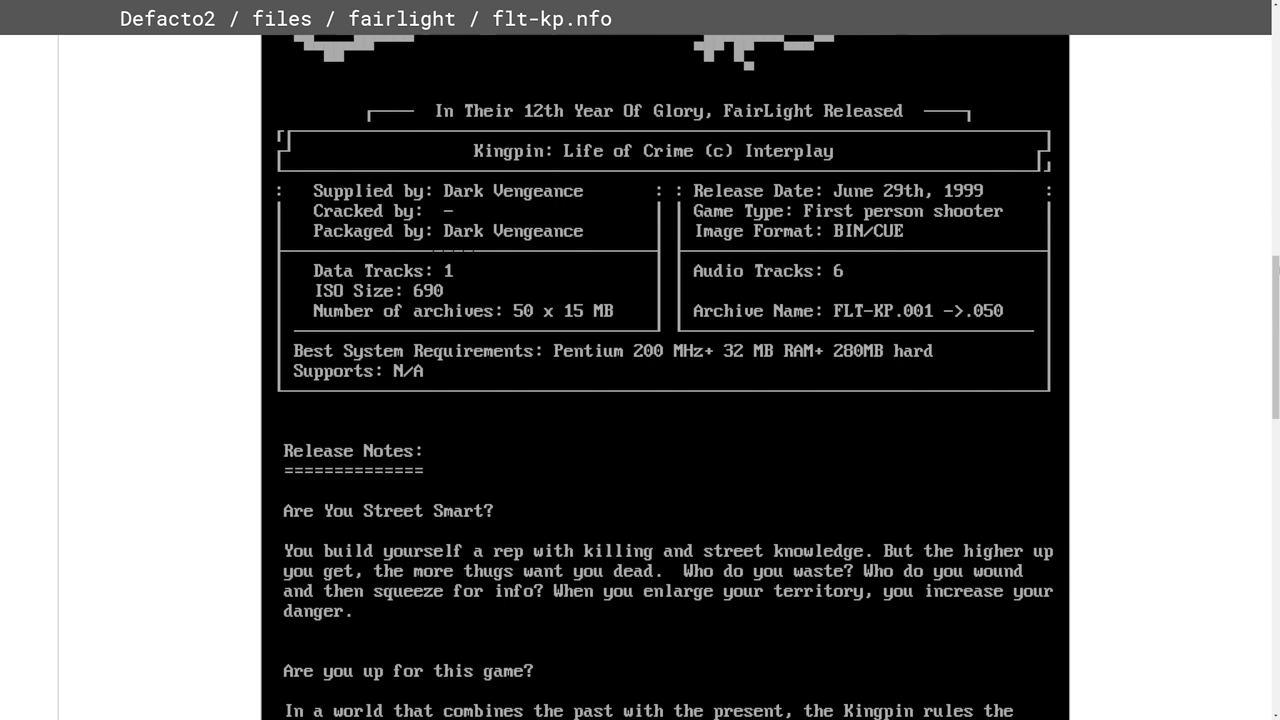 Defacto2 / files / fairlight / flt-kp.nfo
In Their 12th Year Of Glory, FairLight Released
Kingpin: Life of Crime (c) Interplay
: Supplied by: Dark Vengeance : : Release Date: June 29th, 1999 :
Cracked by: - Game Type: First person shooter
Packaged by: Dark Vengeance Image Format: BIN/CUE
Data Tracks: 1 Audio Tracks: 6
ISO Size: 690
Number of archives: 50 x 15 MB Archive Name: FLT-KP.001 ->.050
Best System Requirements: Pentium 200 MHz+ 32 MB RAM+ 280MB hard
Supports: N/A
Release Notes:
==============
Are You Street Smart?
You build yourself a rep with killing and street knowledge. But the higher up
you get, the more thugs want you dead.  Who do you waste? Who do you wound
and then squeeze for info? When you enlarge your territory, you increase your
danger.
Are you up for this game?
In a world that combines the past with the present, the Kingpin rules the